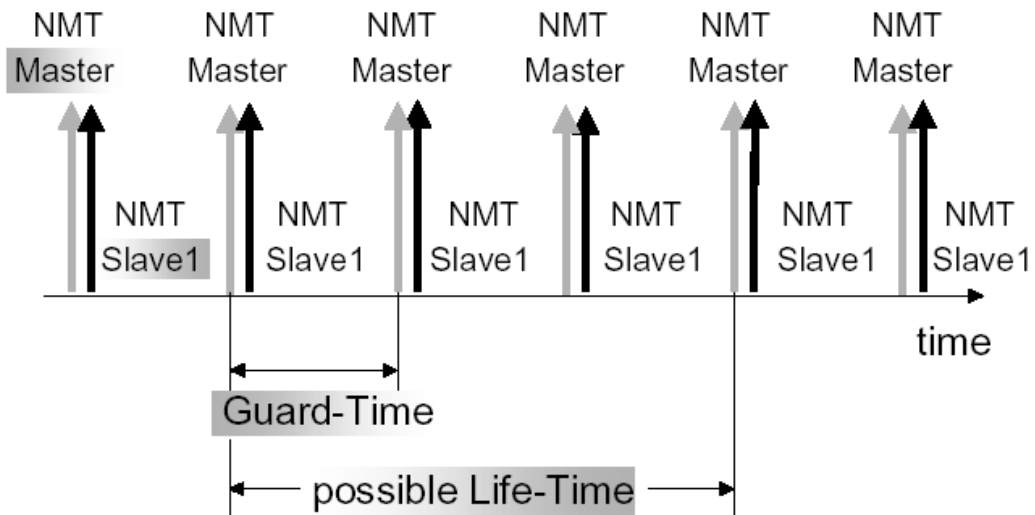 NMT NMT NMT NMT NMT NMT
Master Master Master Master Master Master
NMT NMT NMT NMT NMT NMT
Slave1 Slave1 Slave1 Slave1 Slave1 Slave1
time
Guard-Time
possible Life-Time